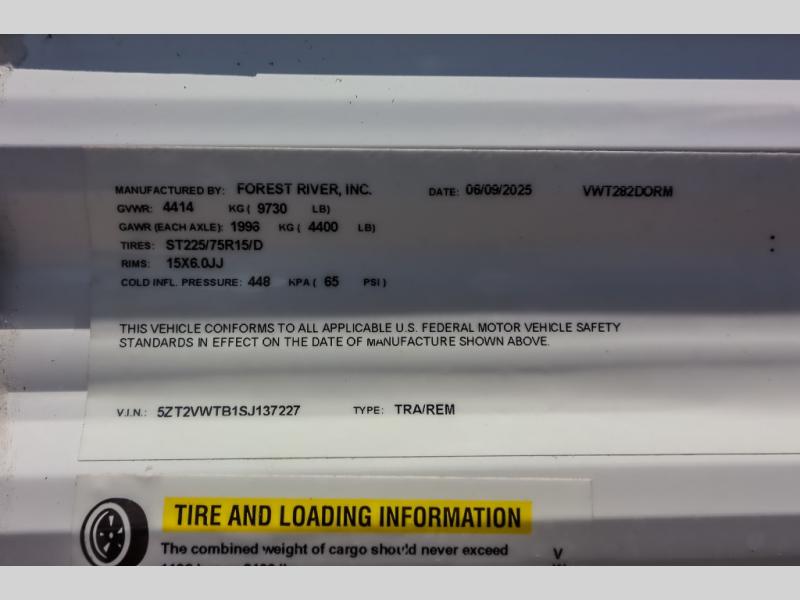 MANUFACTURED BY: FOREST RIVER, INC. DATE: 06/09/2025 VWT282DORM
GVWR: 4414 KG ( 9730 LB)
GAWR (EACH AXLE): 1996 KG ( 4400 LB)
TIRES: ST225/75R15/D
RIMS: 15X6.0JJ
COLD INFL. PRESSURE: 448 KPA ( 65 PSI )
THIS VEHICLE CONFORMS TO ALL APPLICABLE U.S. FEDERAL MOTOR VEHICLE SAFETY
STANDARDS IN EFFECT ON THE DATE OF MANUFACTURE SHOWN ABOVE.
V.I.N.: 5ZT2VWTB1SJ137227 TYPE: TRA/REM
TIRE AND LOADING INFORMATION
The combined weight of cargo should never exceed V